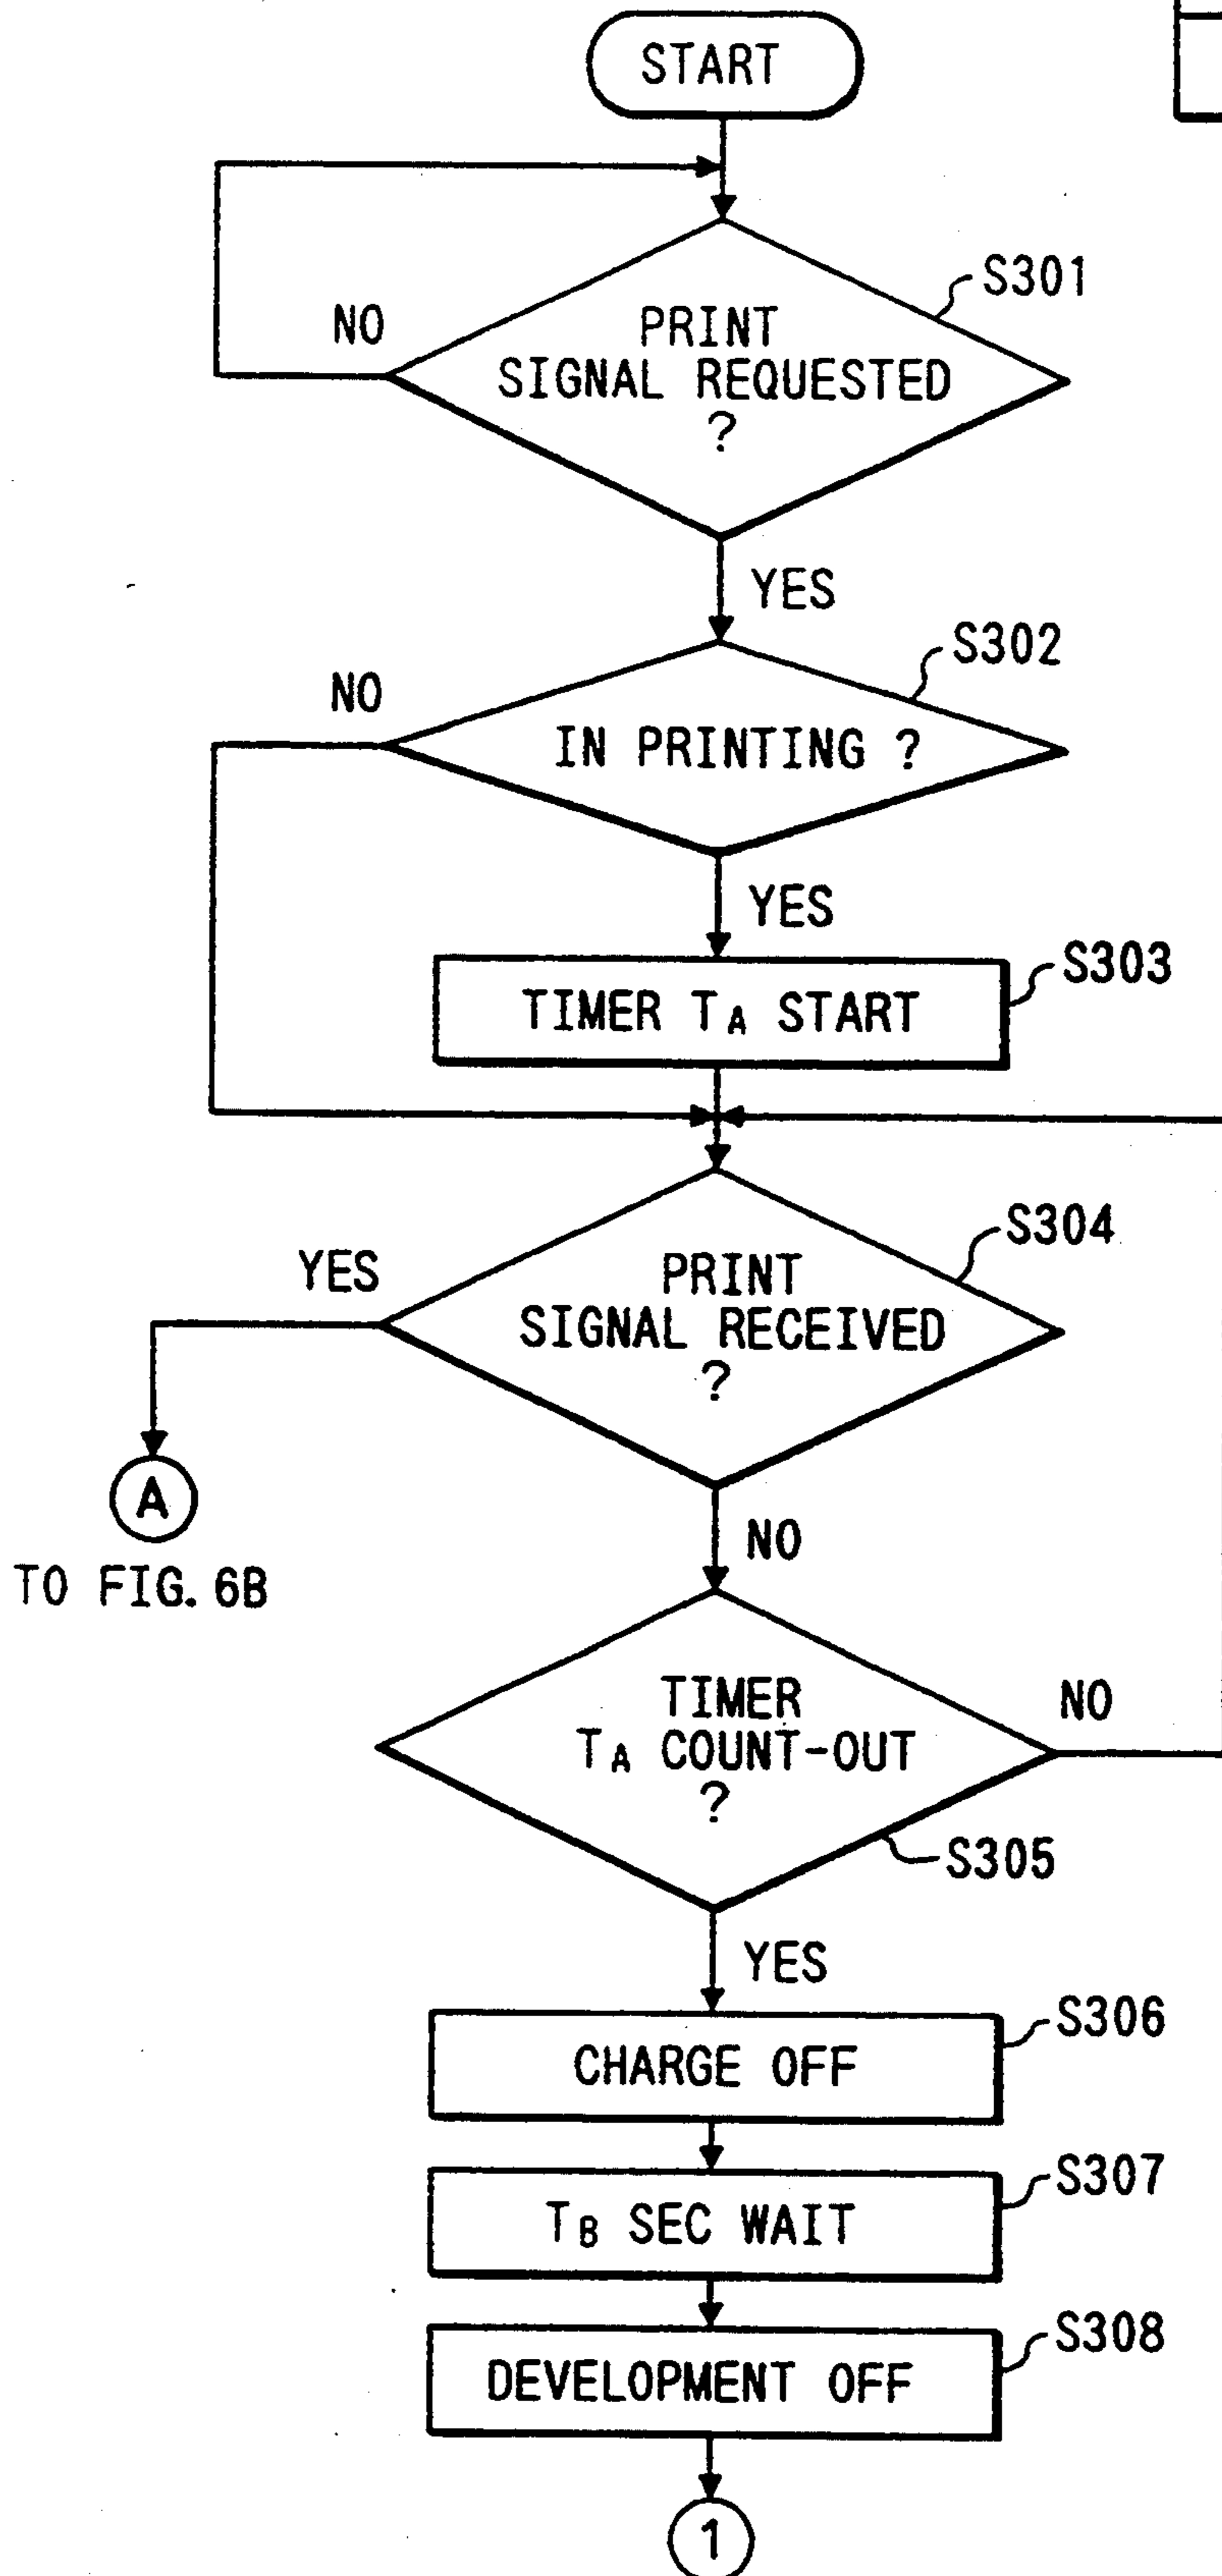 START
S301
NO
PRINT
SIGNAL REQUESTED
?
YES
S302
NO
IN PRINTING ?
YES
S303
TIMER TA START
S304
YES
PRINT
SIGNAL RECEIVED
?
A
NO
TO FIG. 6B
TIMER
NO
TA COUNT-OUT
?
S305
YES
S306
CHARGE OFF
S307
TB SEC WAIT
S308
DEVELOPMENT OFF
1